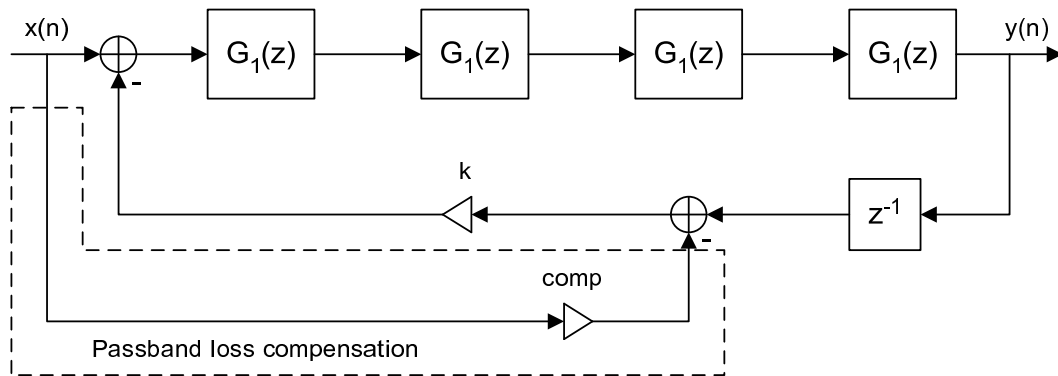 x(n)
G₁(z) G₁(z) G₁(z) G₁(z)
y(n)
-
k
z⁻¹
-
comp
Passband loss compensation